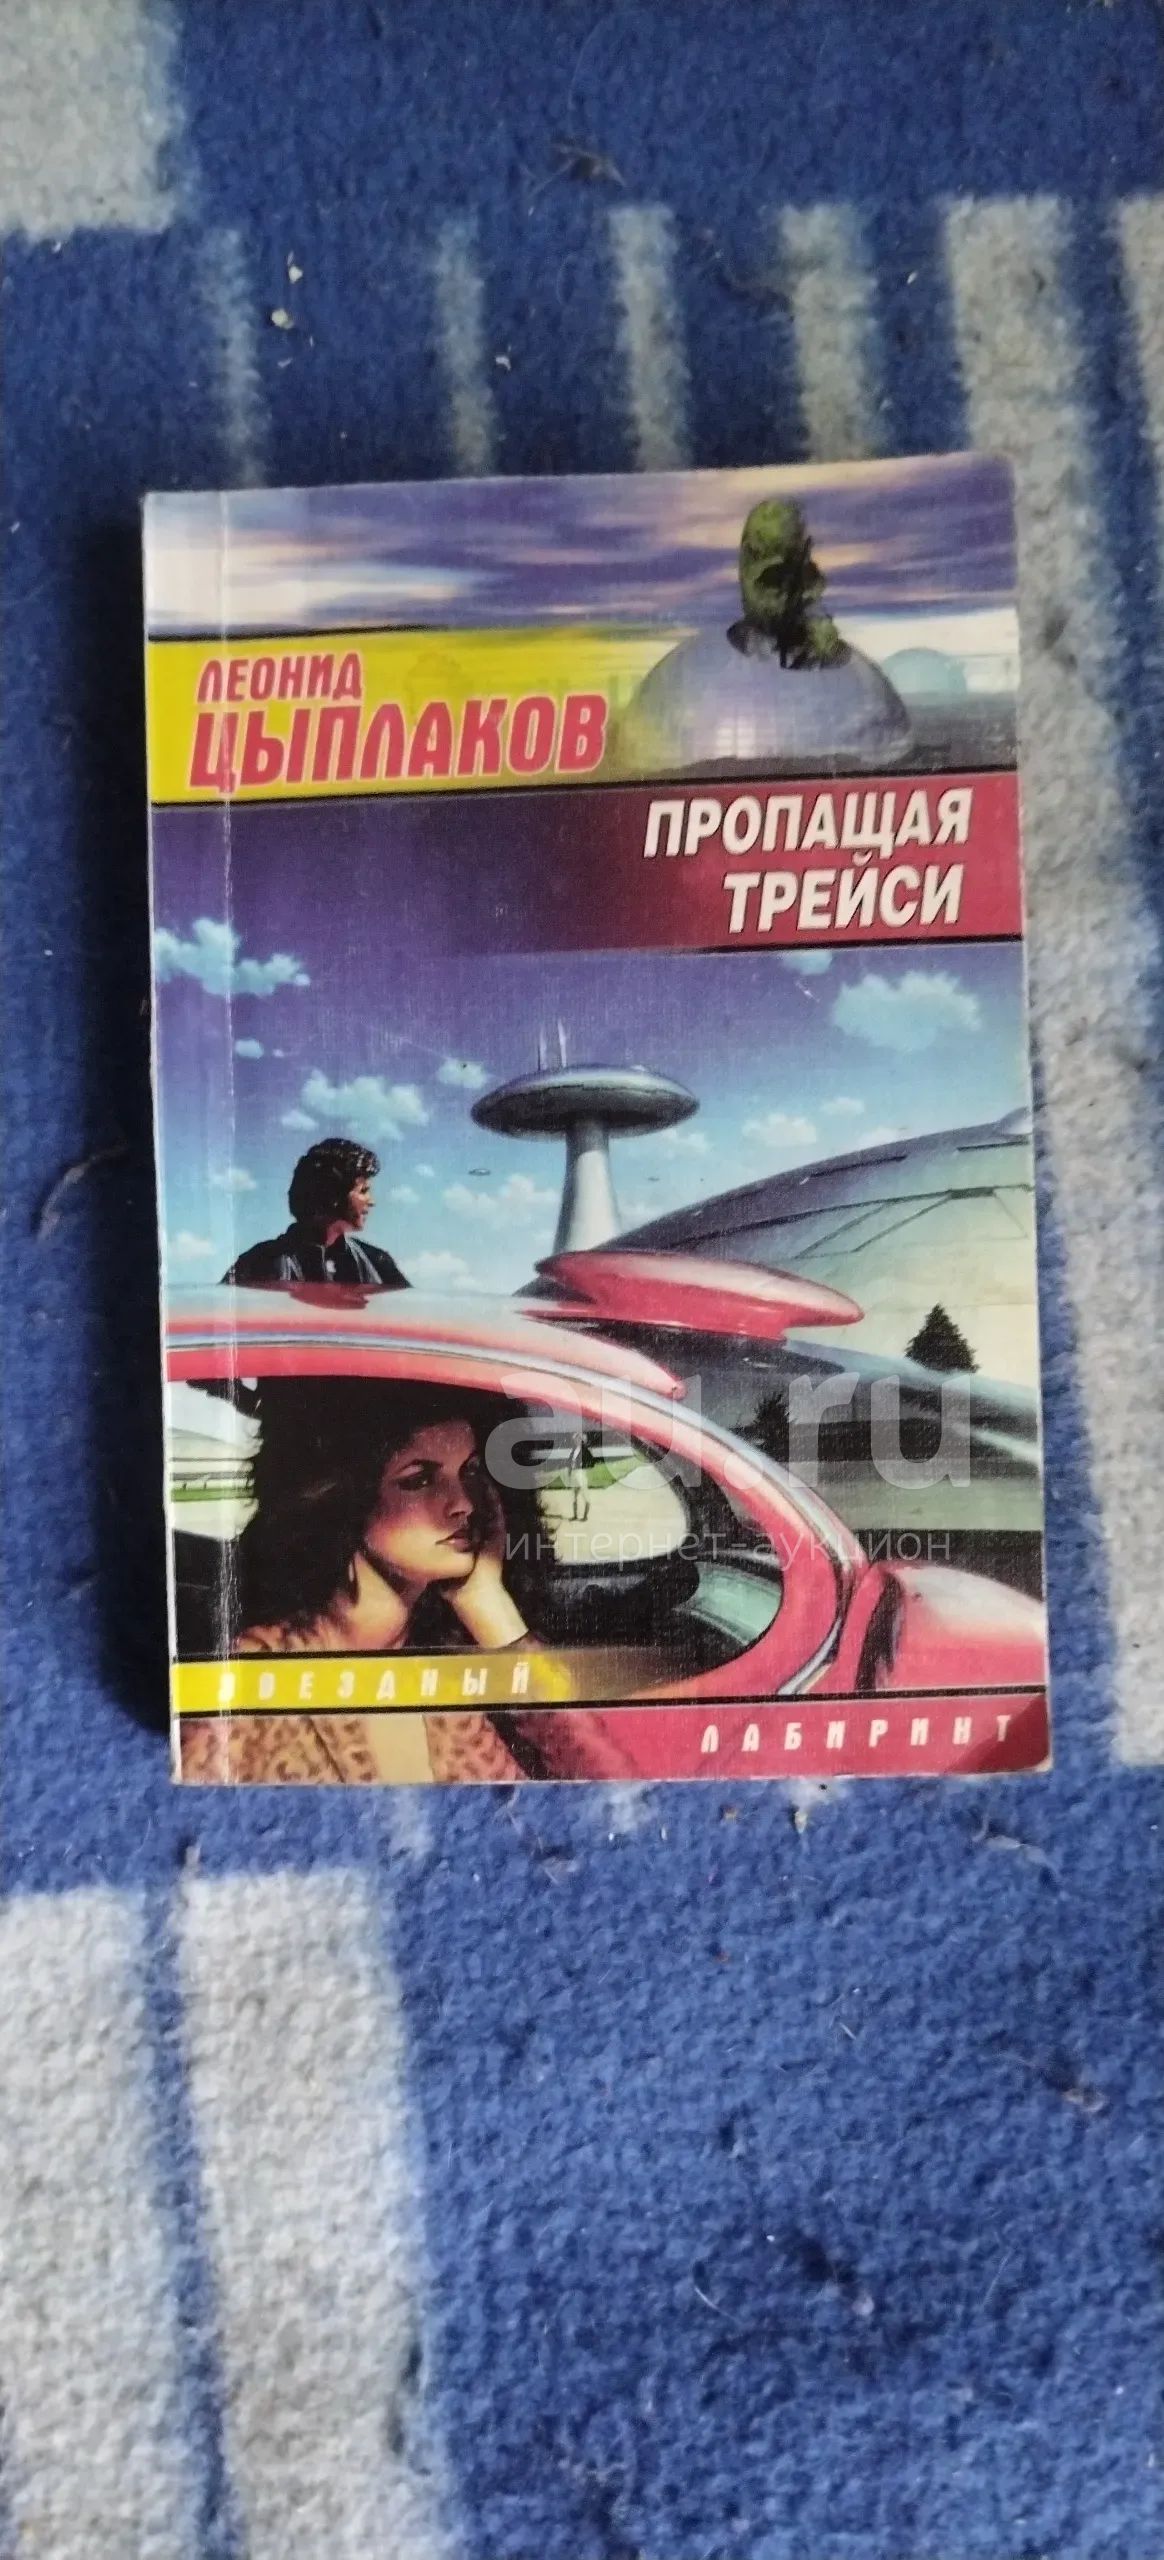 ЛЕОНИД
ЦЫПЛАКОВ
ПРОПАЩАЯ
ТРЕЙСИ
au.ru
интернет-аукцион
ЗВЕЗДНЫЙ
ЛАБИРИНТ